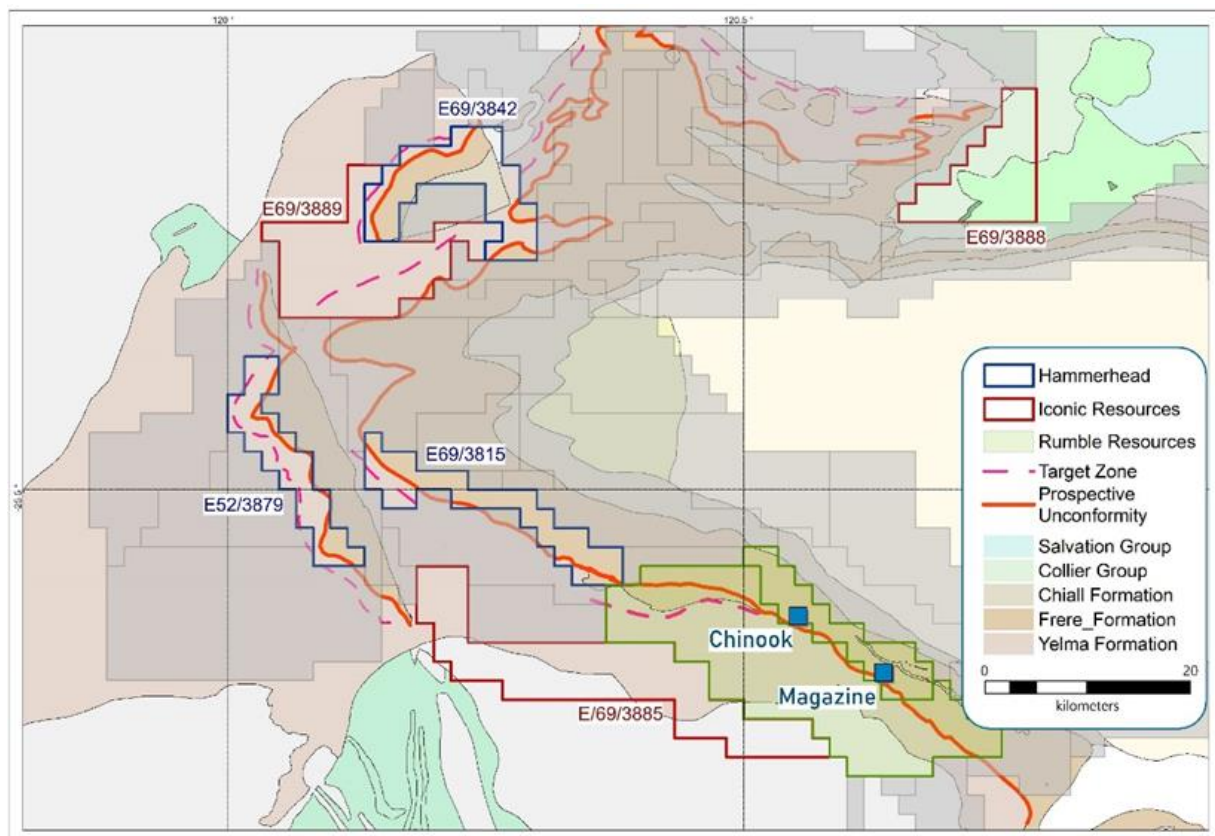 120 °
120.5 °
E69/3842
E69/3889
E69/3888
E69/3815
-25.5 °
E52/3879
Chinook
Magazine
E/69/3885
Hammerhead
Iconic Resources
Rumble Resources
Target Zone
Prospective
Unconformity
Salvation Group
Collier Group
Chiall Formation
Frere_Formation
Yelma Formation
0
20
kilometers